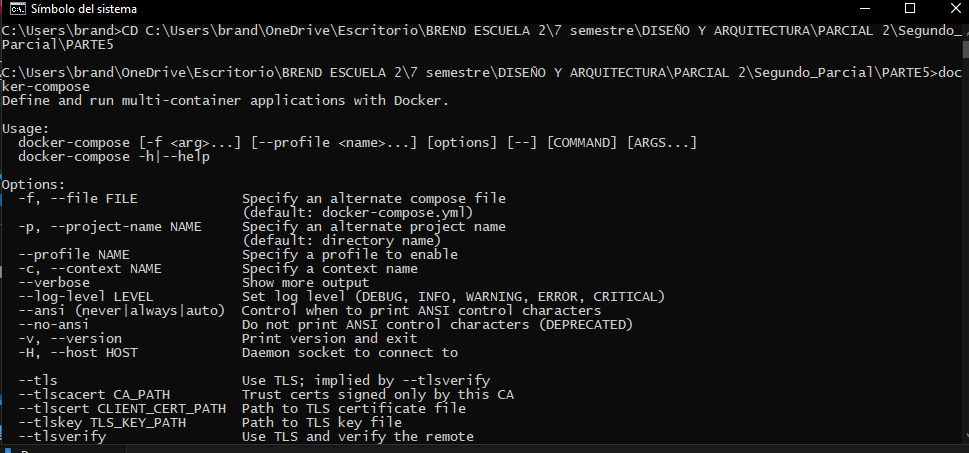 Símbolo del sistema
C:\Users\brand>CD C:\Users\brand\OneDrive\Escritorio\BREND ESCUELA 2\7 semestre\DISEÑO Y ARQUITECTURA\PARCIAL 2\Segundo_
Parcial\PARTE5
C:\Users\brand\OneDrive\Escritorio\BREND ESCUELA 2\7 semestre\DISEÑO Y ARQUITECTURA\PARCIAL 2\Segundo_Parcial\PARTE5>doc
ker-compose
Define and run multi-container applications with Docker.
Usage:
  docker-compose [-f <arg>...] [--profile <name>...] [options] [--] [COMMAND] [ARGS...]
  docker-compose -h|--help
Options:
  -f, --file FILE             Specify an alternate compose file
                              (default: docker-compose.yml)
  -p, --project-name NAME     Specify an alternate project name
                              (default: directory name)
  --profile NAME              Specify a profile to enable
  -c, --context NAME          Specify a context name
  --verbose                   Show more output
  --log-level LEVEL           Set log level (DEBUG, INFO, WARNING, ERROR, CRITICAL)
  --ansi (never|always|auto)  Control when to print ANSI control characters
  --no-ansi                   Do not print ANSI control characters (DEPRECATED)
  -v, --version               Print version and exit
  -H, --host HOST             Daemon socket to connect to
  --tls                       Use TLS; implied by --tlsverify
  --tlscacert CA_PATH         Trust certs signed only by this CA
  --tlscert CLIENT_CERT_PATH  Path to TLS certificate file
  --tlskey TLS_KEY_PATH       Path to TLS key file
  --tlsverify                 Use TLS and verify the remote